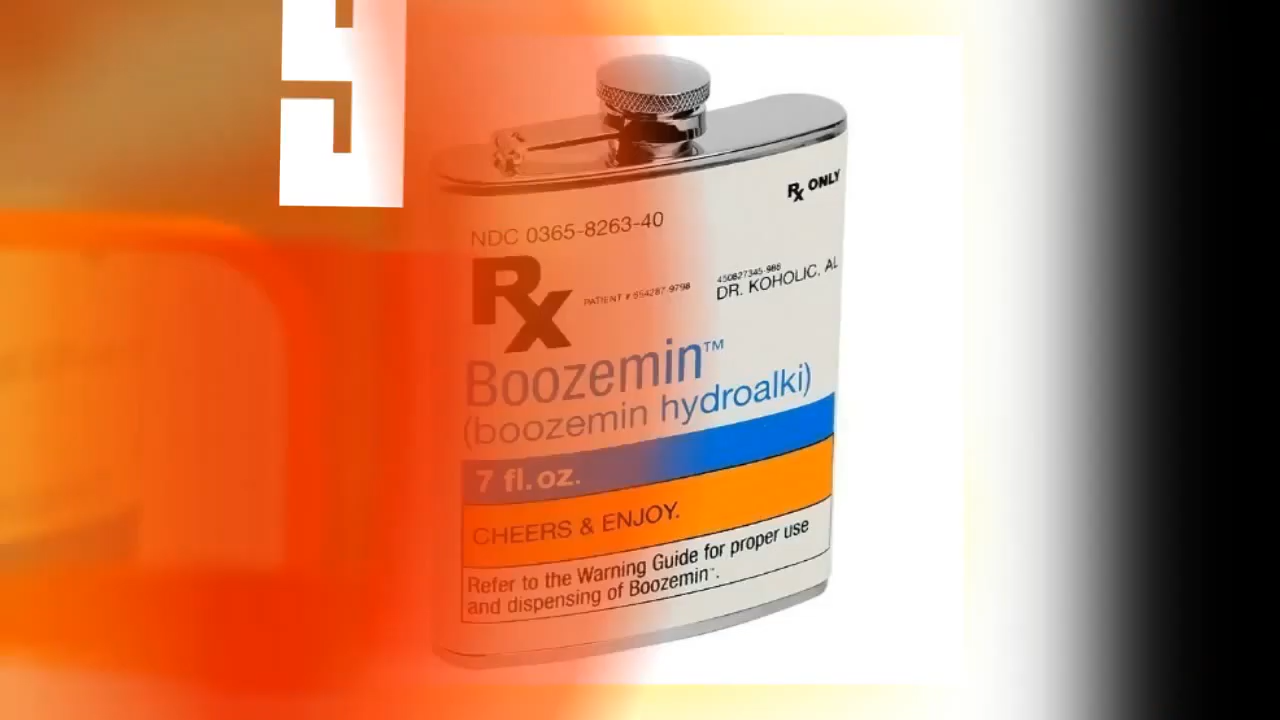 Rx ONLY
NDC 0365-8263-40
450827345-986
Rx PATIENT # 554287-9798 DR. KOHOLIC, AL
Boozemin™
(boozemin hydroalki)
7 fl. oz.
CHEERS & ENJOY.
Refer to the Warning Guide for proper use
and dispensing of Boozemin™.